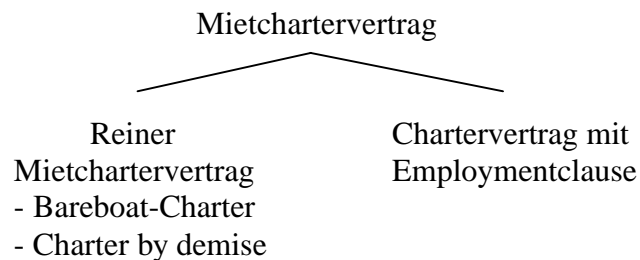 Mietchartervertrag
Reiner
Mietchartervertrag
- Bareboat-Charter
- Charter by demise
Chartervertrag mit
Employmentclause